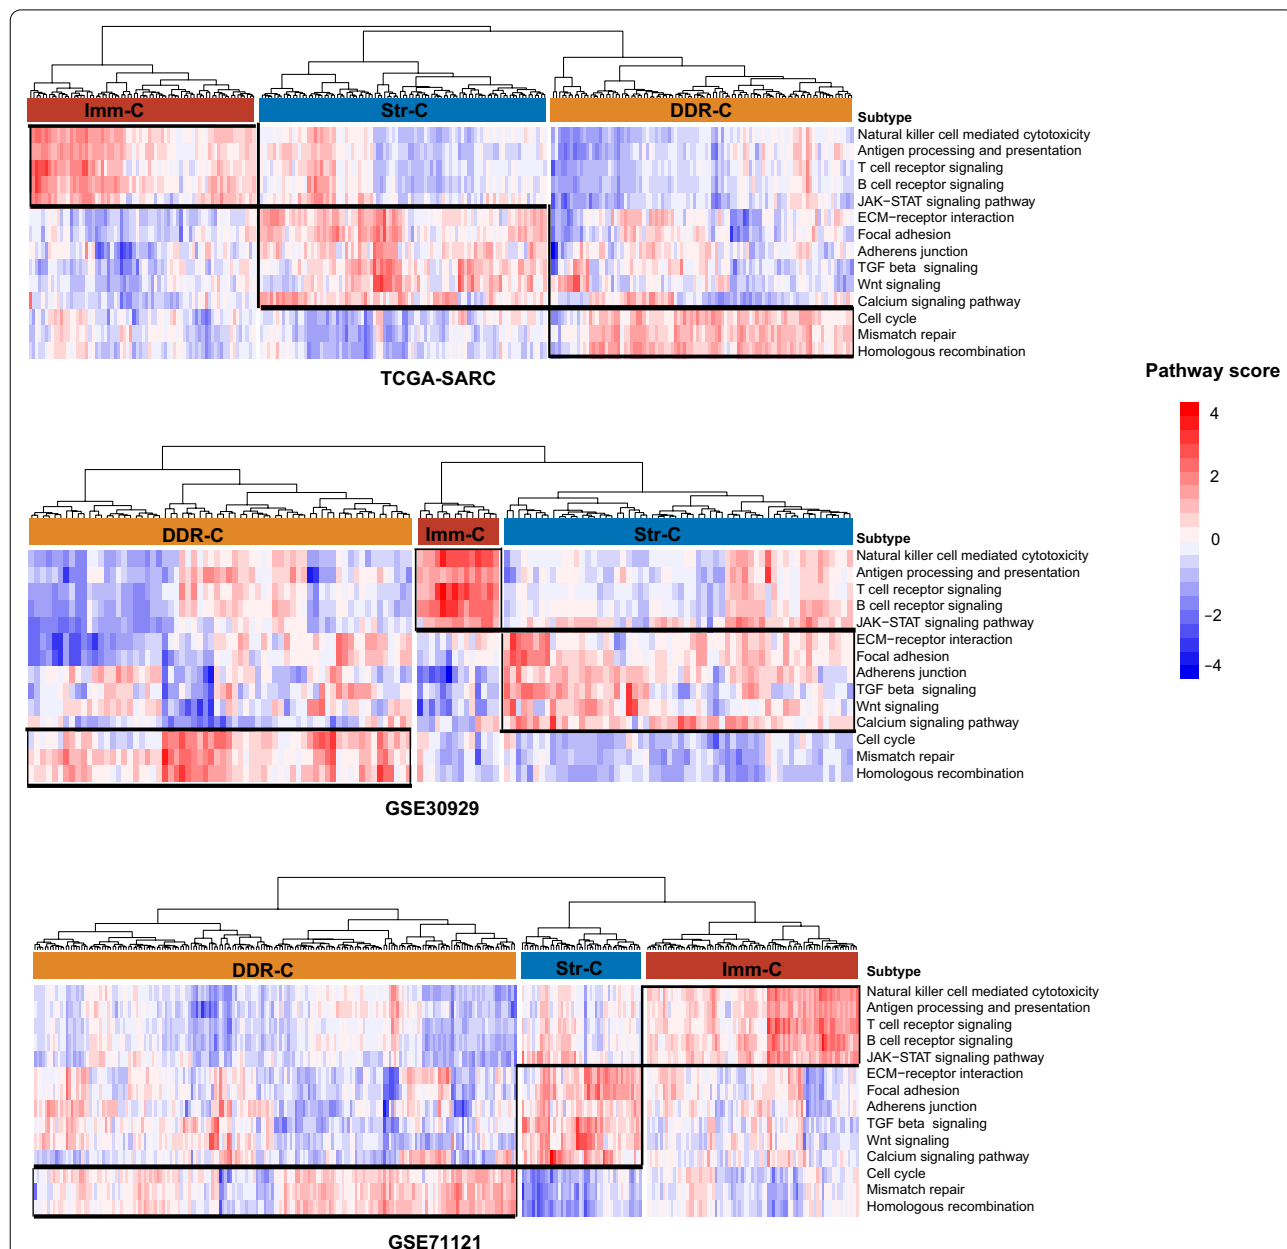 Imm-C Str-C DDR-C
Subtype
Natural killer cell mediated cytotoxicity
Antigen processing and presentation
T cell receptor signaling
B cell receptor signaling
JAK−STAT signaling pathway
ECM−receptor interaction
Focal adhesion
Adherens junction
TGF beta signaling
Wnt signaling
Calcium signaling pathway
Cell cycle
Mismatch repair
Homologous recombination
TCGA-SARC
Pathway score
4
2
0
−2
−4
DDR-C Imm-C Str-C
Subtype
Natural killer cell mediated cytotoxicity
Antigen processing and presentation
T cell receptor signaling
B cell receptor signaling
JAK−STAT signaling pathway
ECM−receptor interaction
Focal adhesion
Adherens junction
TGF beta signaling
Wnt signaling
Calcium signaling pathway
Cell cycle
Mismatch repair
Homologous recombination
GSE30929
DDR-C Str-C Imm-C
Subtype
Natural killer cell mediated cytotoxicity
Antigen processing and presentation
T cell receptor signaling
B cell receptor signaling
JAK−STAT signaling pathway
ECM−receptor interaction
Focal adhesion
Adherens junction
TGF beta signaling
Wnt signaling
Calcium signaling pathway
Cell cycle
Mismatch repair
Homologous recombination
GSE71121